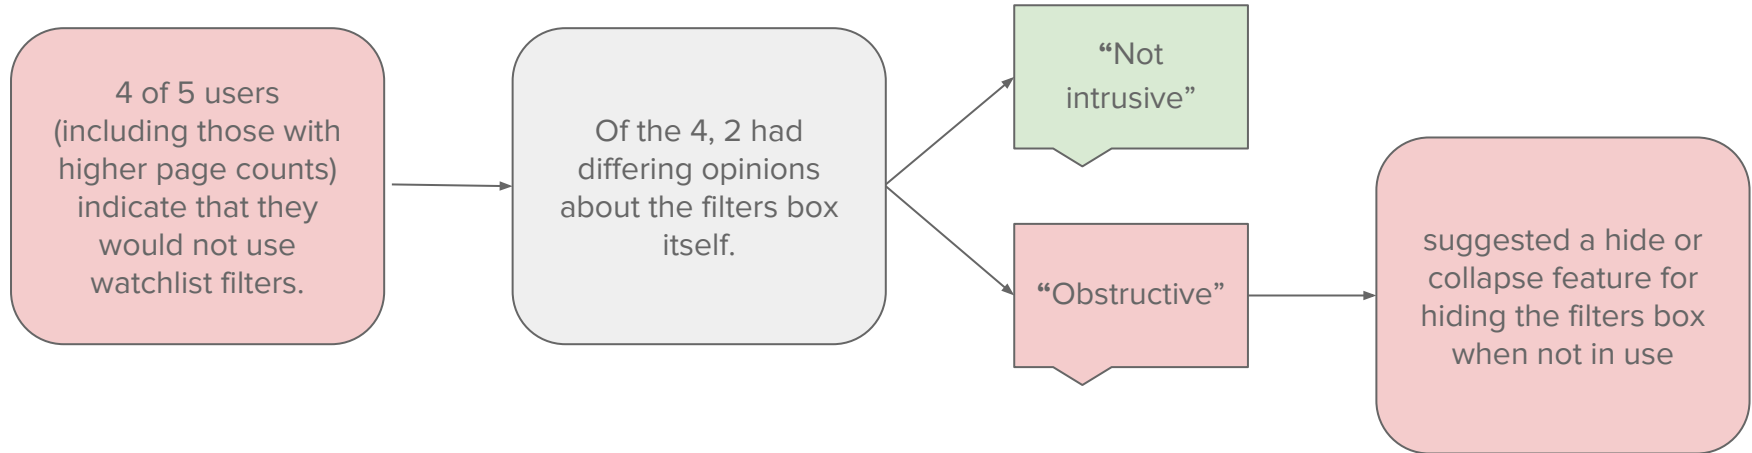 4 of 5 users
(including those with
higher page counts)
indicate that they
would not use
watchlist filters.
Of the 4, 2 had
differing opinions
about the filters box
itself.
“Not
intrusive”
“Obstructive”
suggested a hide or
collapse feature for
hiding the filters box
when not in use